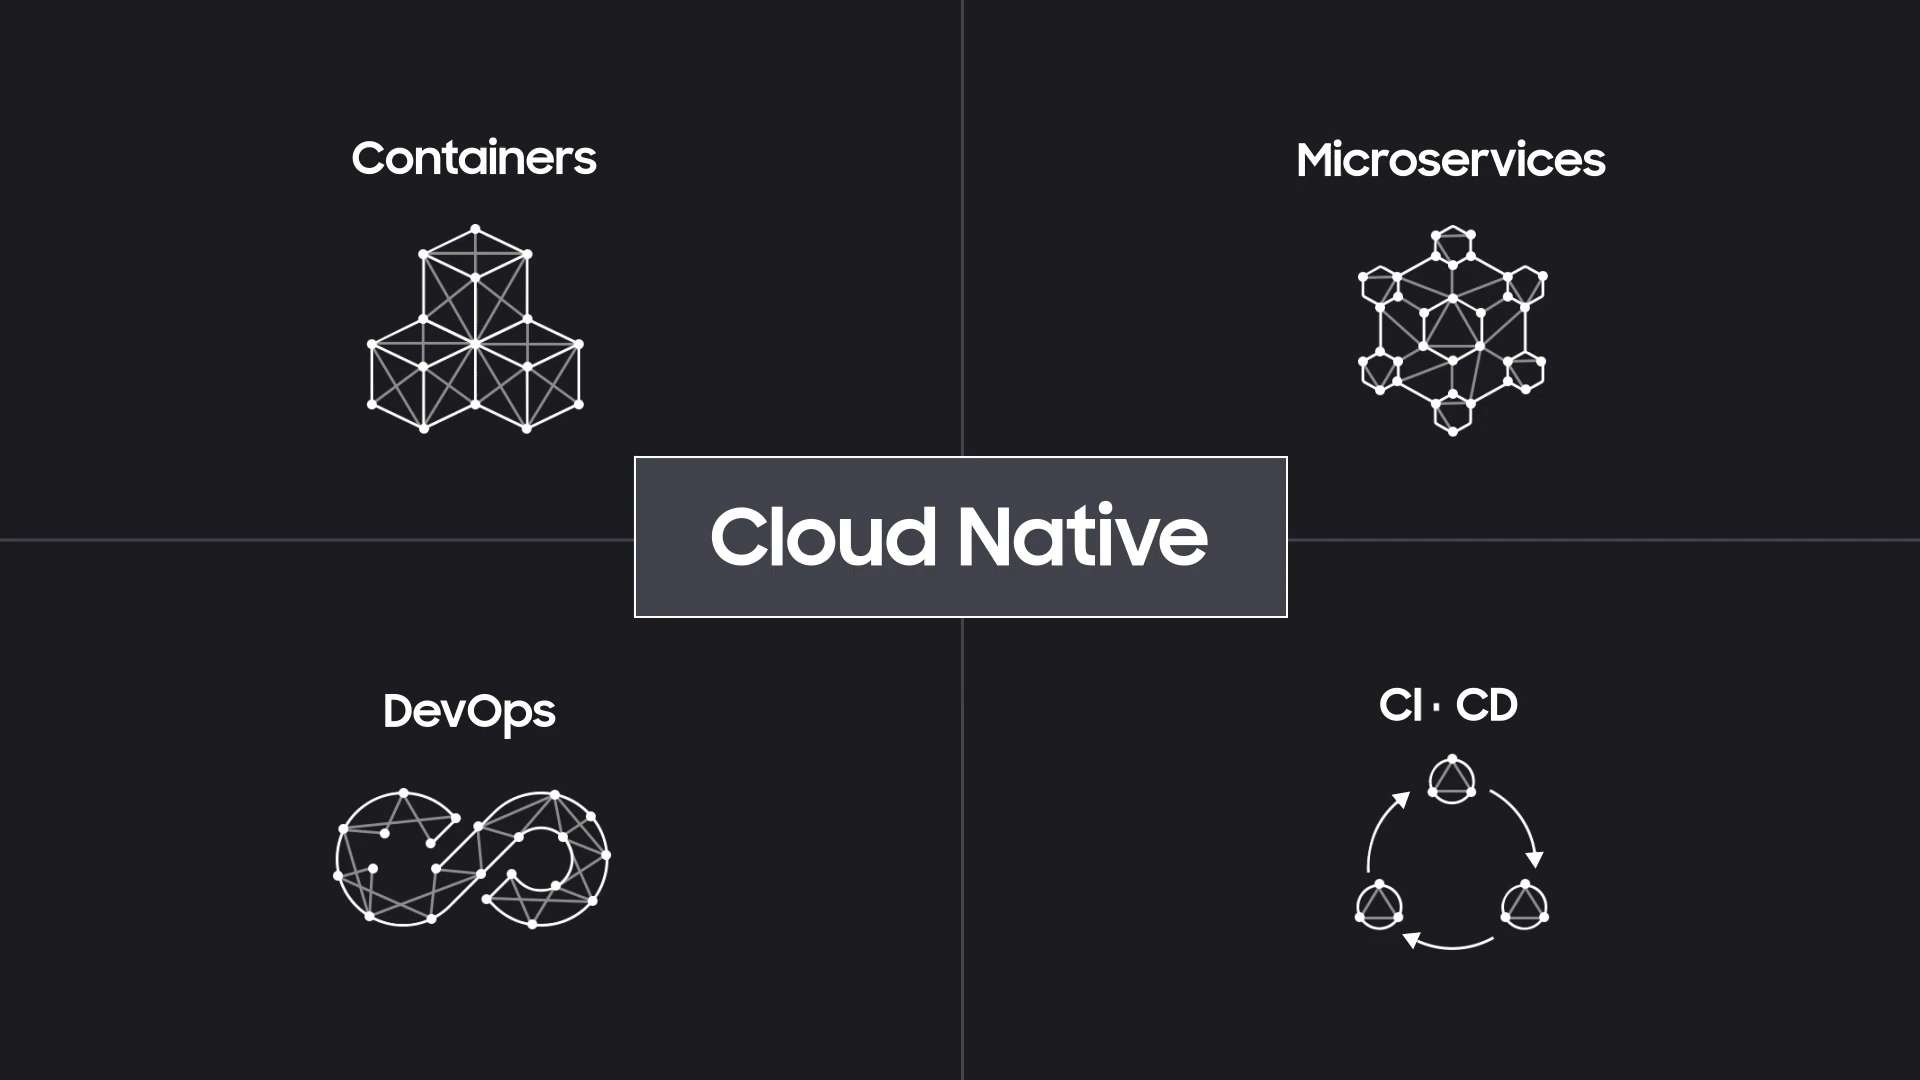 Containers
Microservices
Cloud Native
DevOps
CI · CD